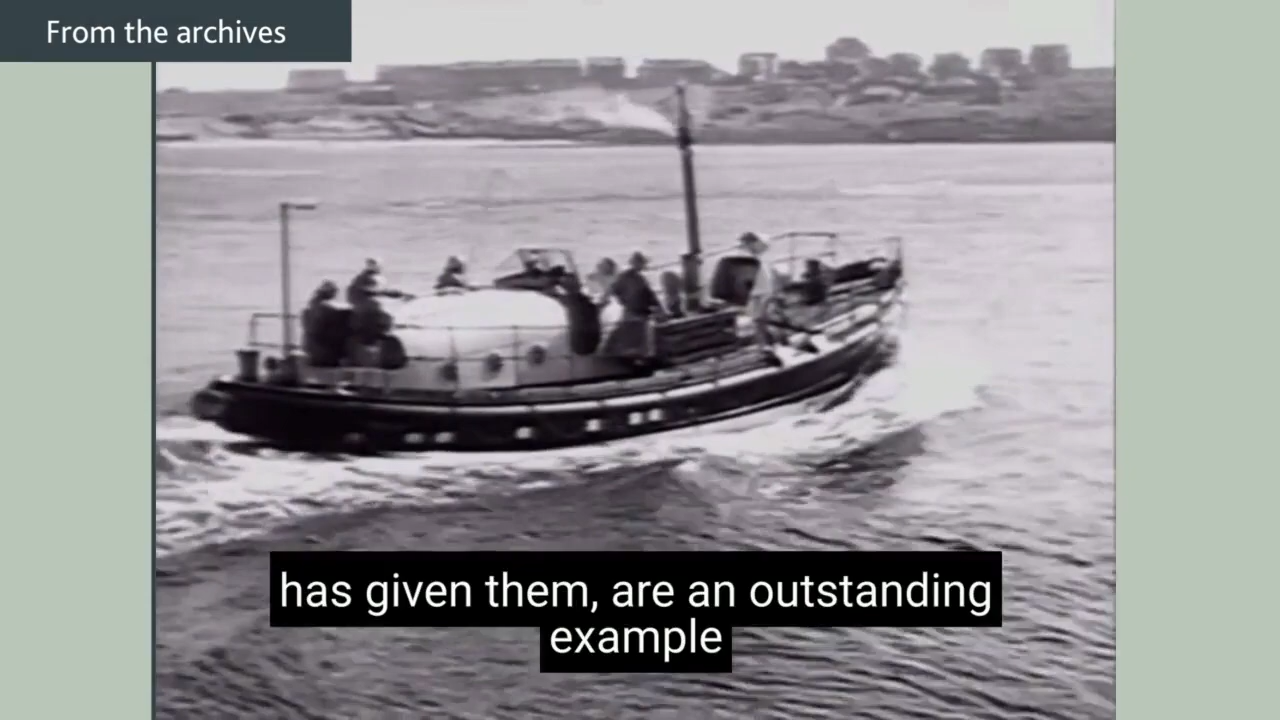 From the archives
has given them, are an outstanding
example